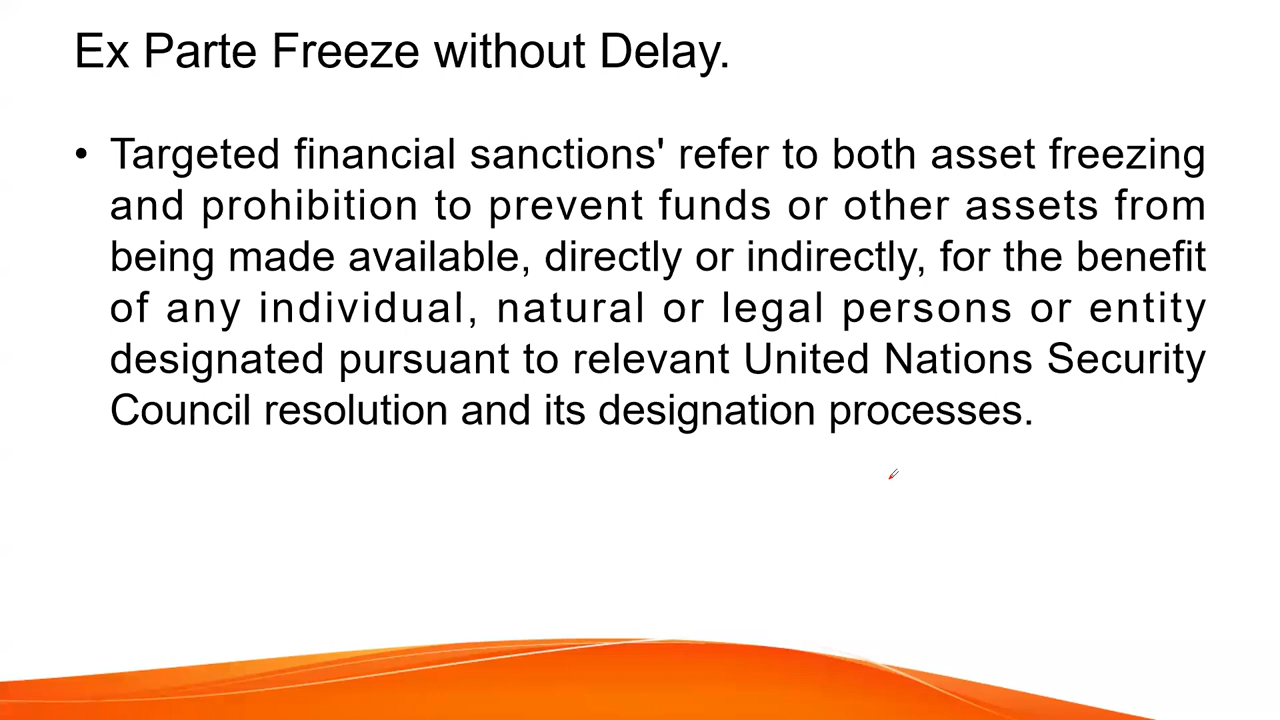 Ex Parte Freeze without Delay.
• Targeted financial sanctions' refer to both asset freezing
and prohibition to prevent funds or other assets from
being made available, directly or indirectly, for the benefit
of any individual, natural or legal persons or entity
designated pursuant to relevant United Nations Security
Council resolution and its designation processes.